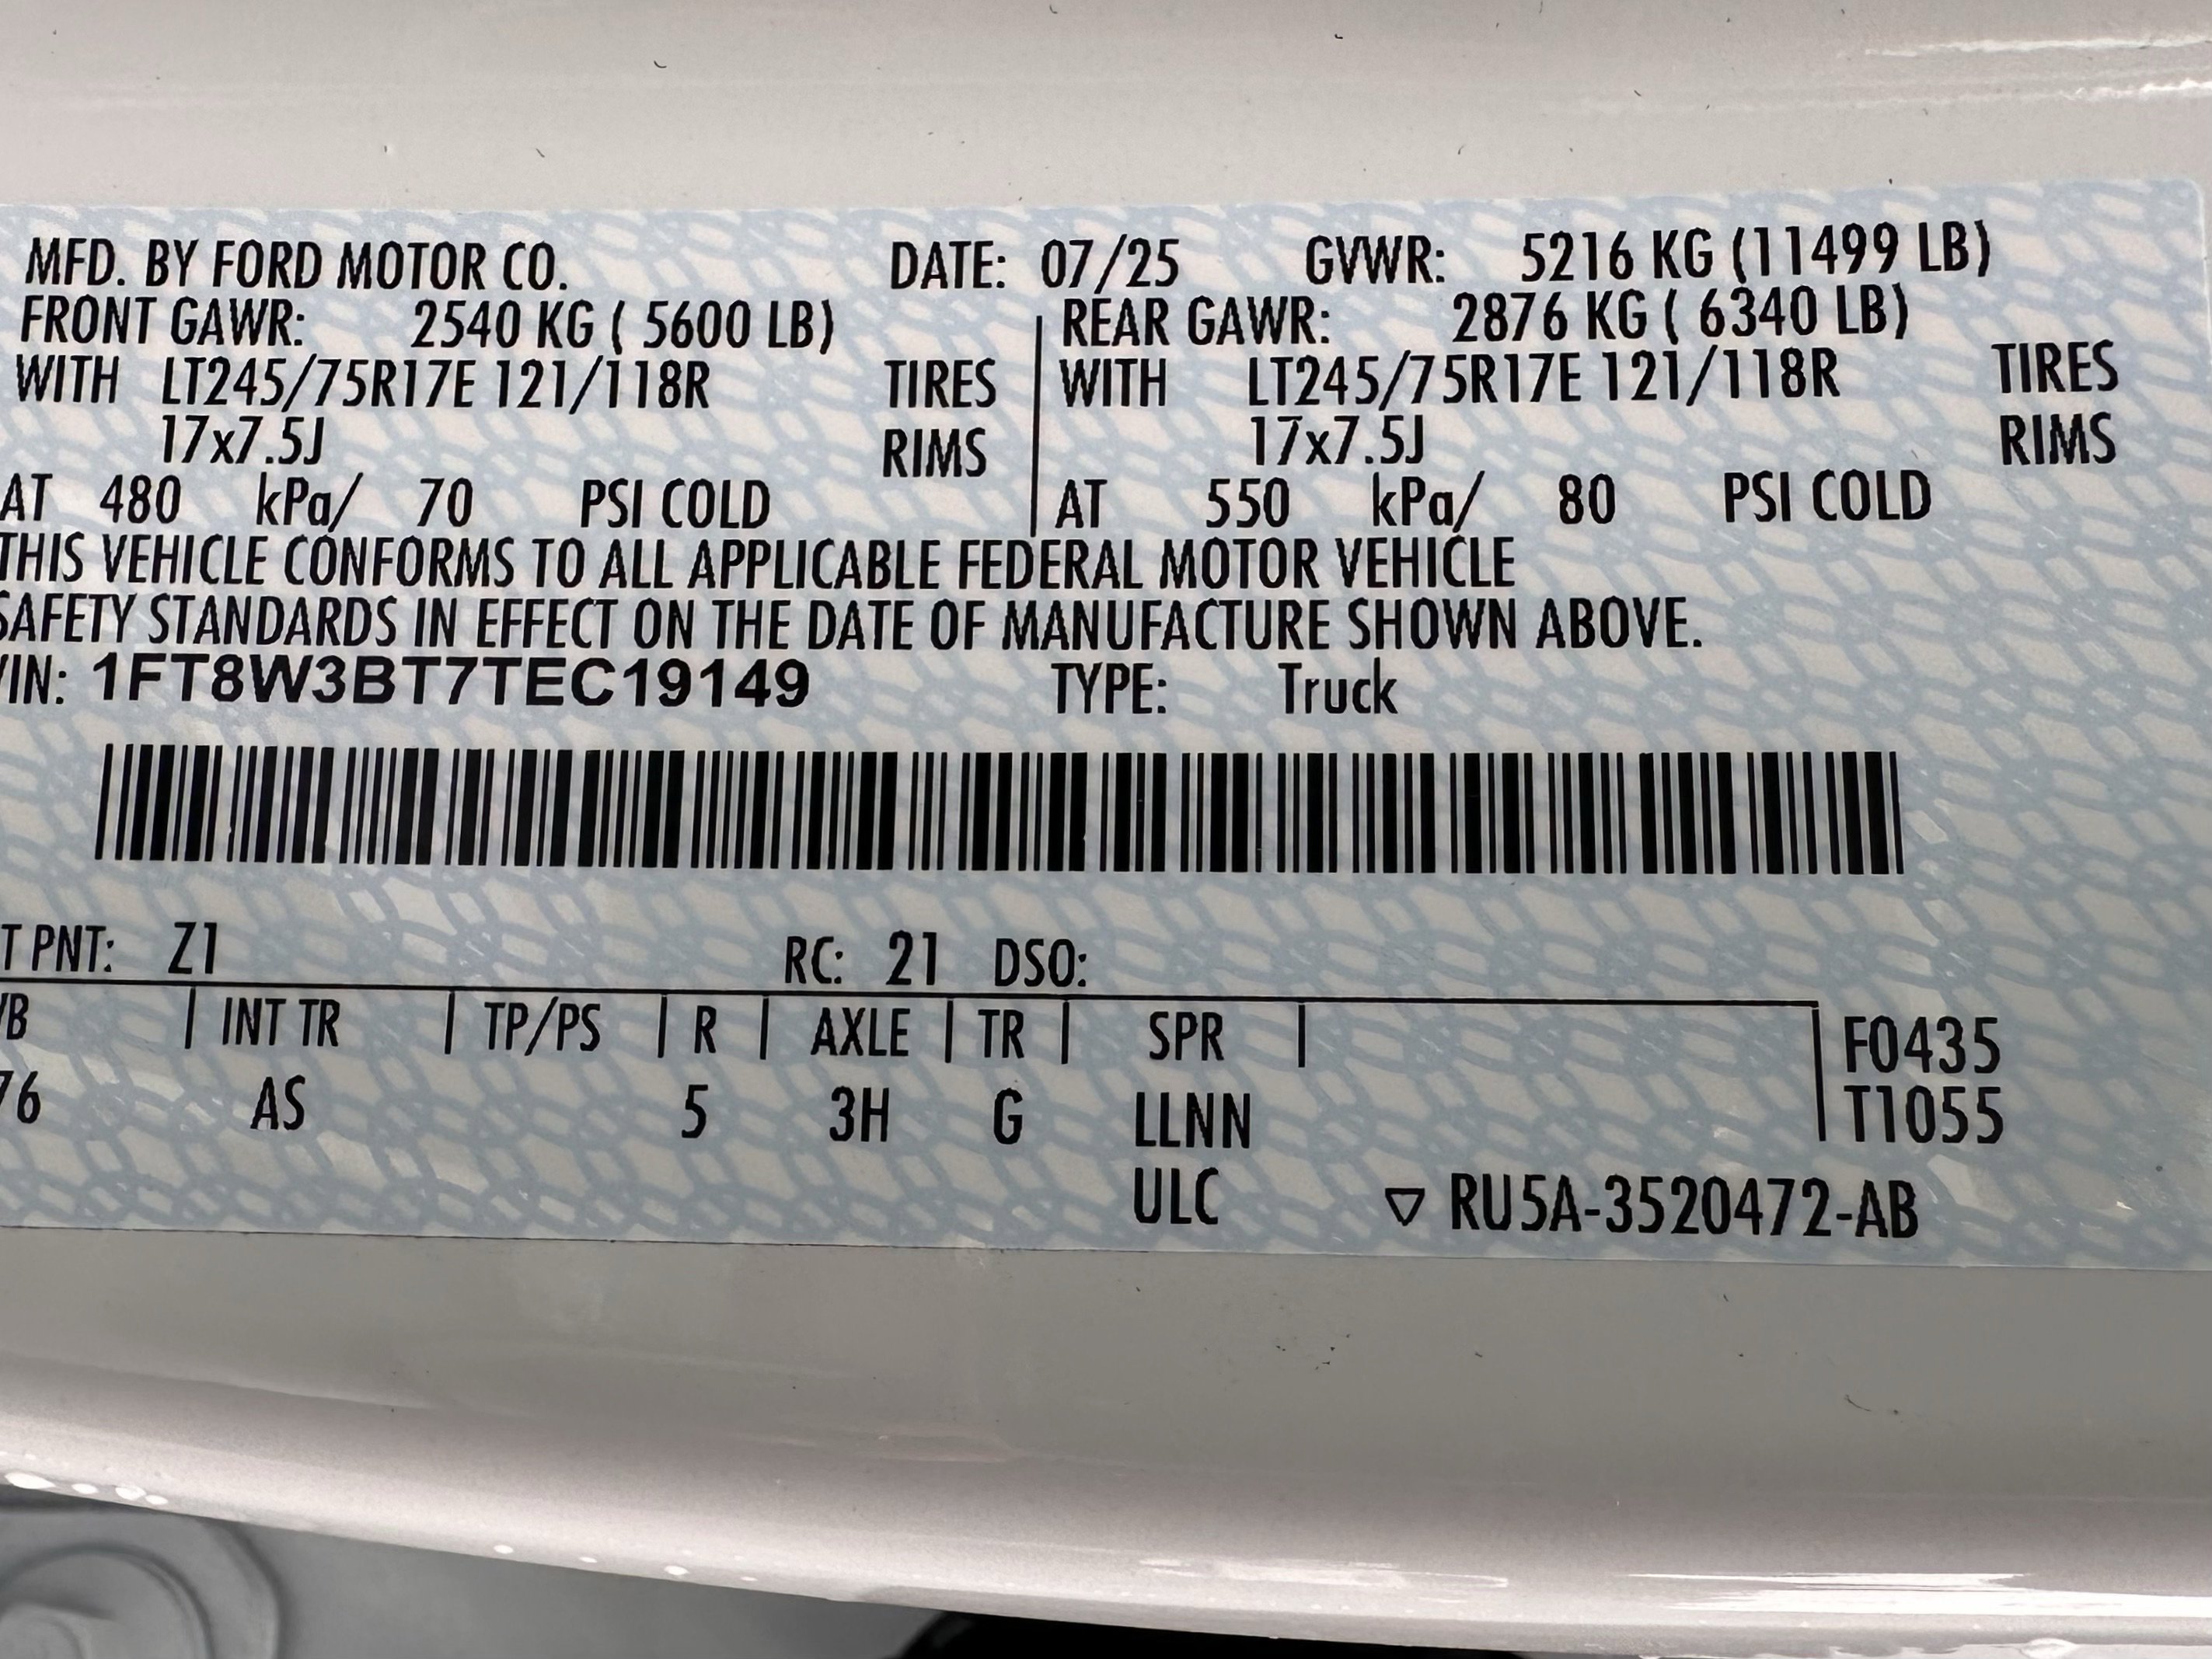 MFD. BY FORD MOTOR CO. DATE: 07/25 GVWR: 5216 KG (11499 LB)
FRONT GAWR: 2540 KG ( 5600 LB) REAR GAWR: 2876 KG ( 6340 LB)
WITH LT245/75R17E 121/118R TIRES WITH LT245/75R17E 121/118R TIRES
17x7.5J RIMS 17x7.5J RIMS
AT 480 kPa/ 70 PSI COLD AT 550 kPa/ 80 PSI COLD
THIS VEHICLE CONFORMS TO ALL APPLICABLE FEDERAL MOTOR VEHICLE
SAFETY STANDARDS IN EFFECT ON THE DATE OF MANUFACTURE SHOWN ABOVE.
VIN: 1FT8W3BT7TEC19149 TYPE: Truck
T PNT: Z1 RC: 21 DSO:
B | INT TR | TP/PS | R | AXLE | TR | SPR | F0435
76 AS 5 3H G LLNN T1055
ULC ▽ RU5A-3520472-AB